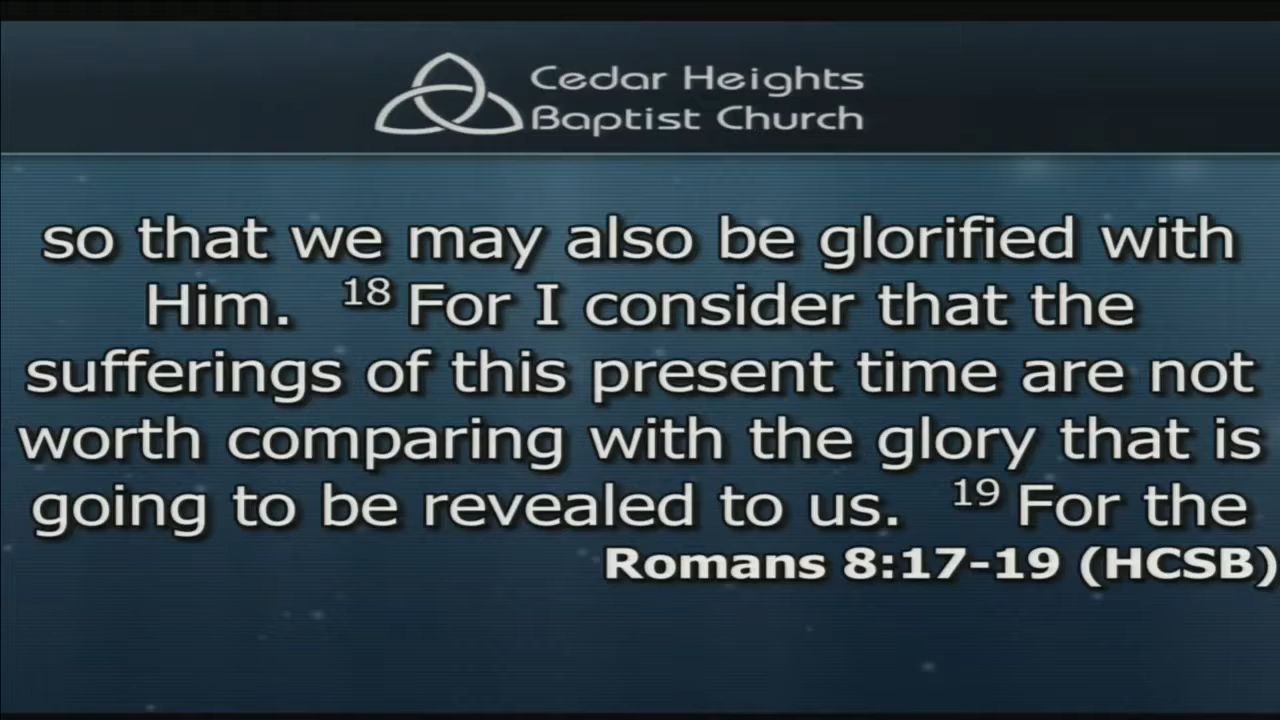 Cedar Heights
Baptist Church
so that we may also be glorified with
Him. 18 For I consider that the
sufferings of this present time are not
worth comparing with the glory that is
going to be revealed to us. 19 For the
Romans 8:17-19 (HCSB)